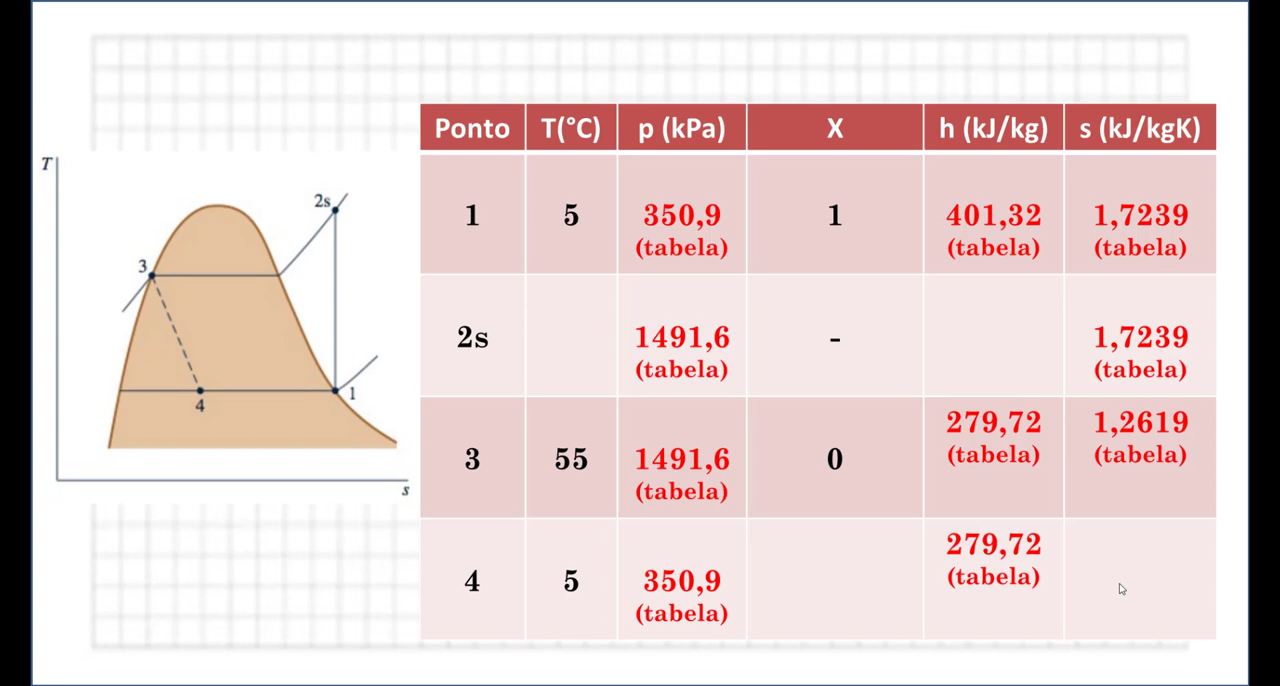 T
2s
3
4
1
s
Ponto T(°C) p (kPa) X h (kJ/kg) s (kJ/kgK)
1 5 350,9 1 401,32 1,7239
(tabela) (tabela) (tabela)
2s 1491,6 - 1,7239
(tabela) (tabela)
3 55 1491,6 0 279,72 1,2619
(tabela) (tabela) (tabela)
4 5 350,9 279,72
(tabela) (tabela)